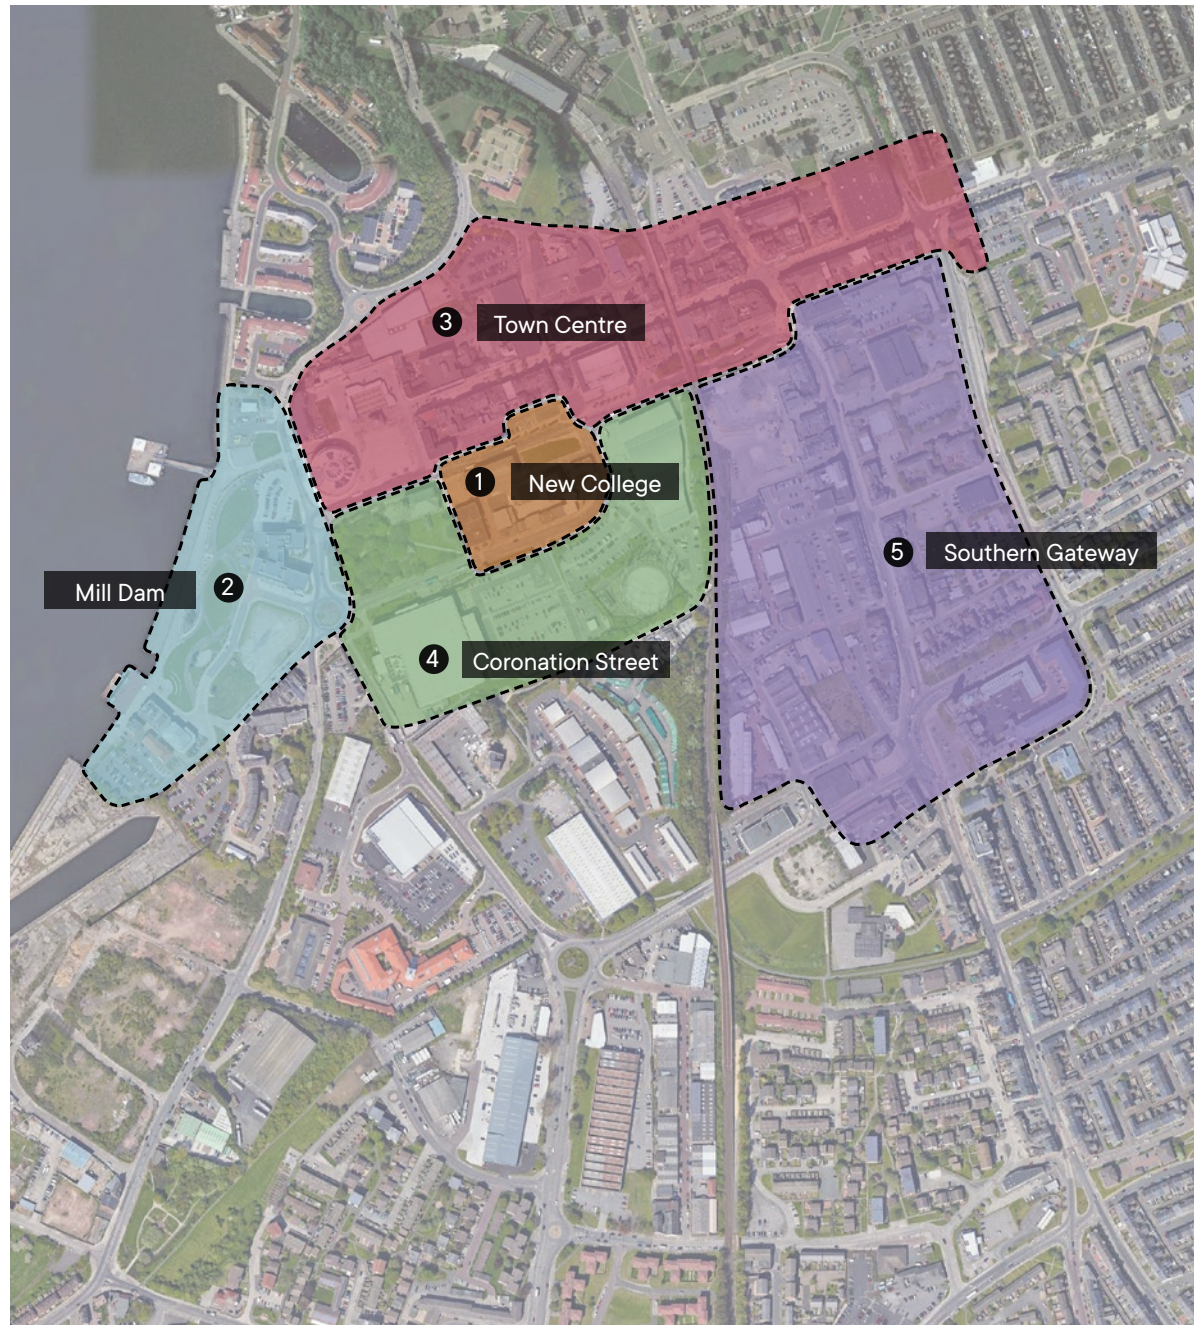 3 Town Centre
1 New College
5 Southern Gateway
Mill Dam 2
4 Coronation Street